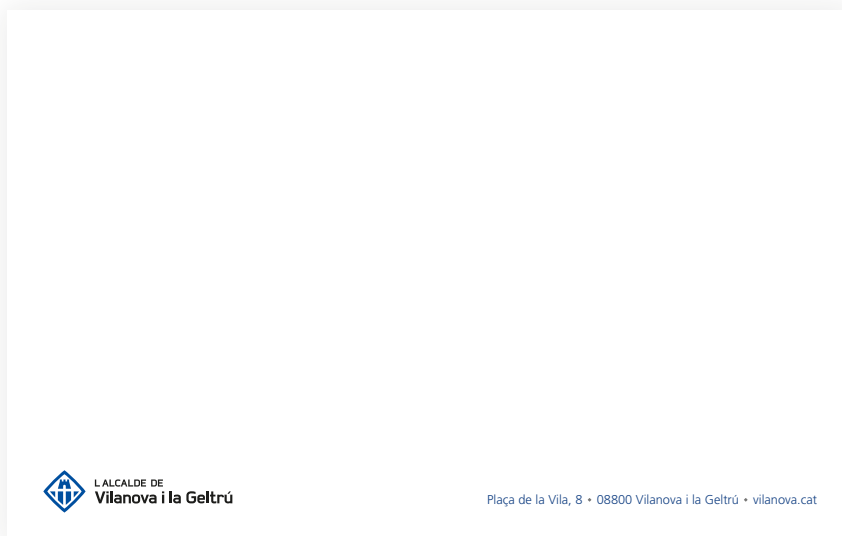 L ALCALDE DE
Vilanova i la Geltrú
Plaça de la Vila, 8 • 08800 Vilanova i la Geltrú • vilanova.cat